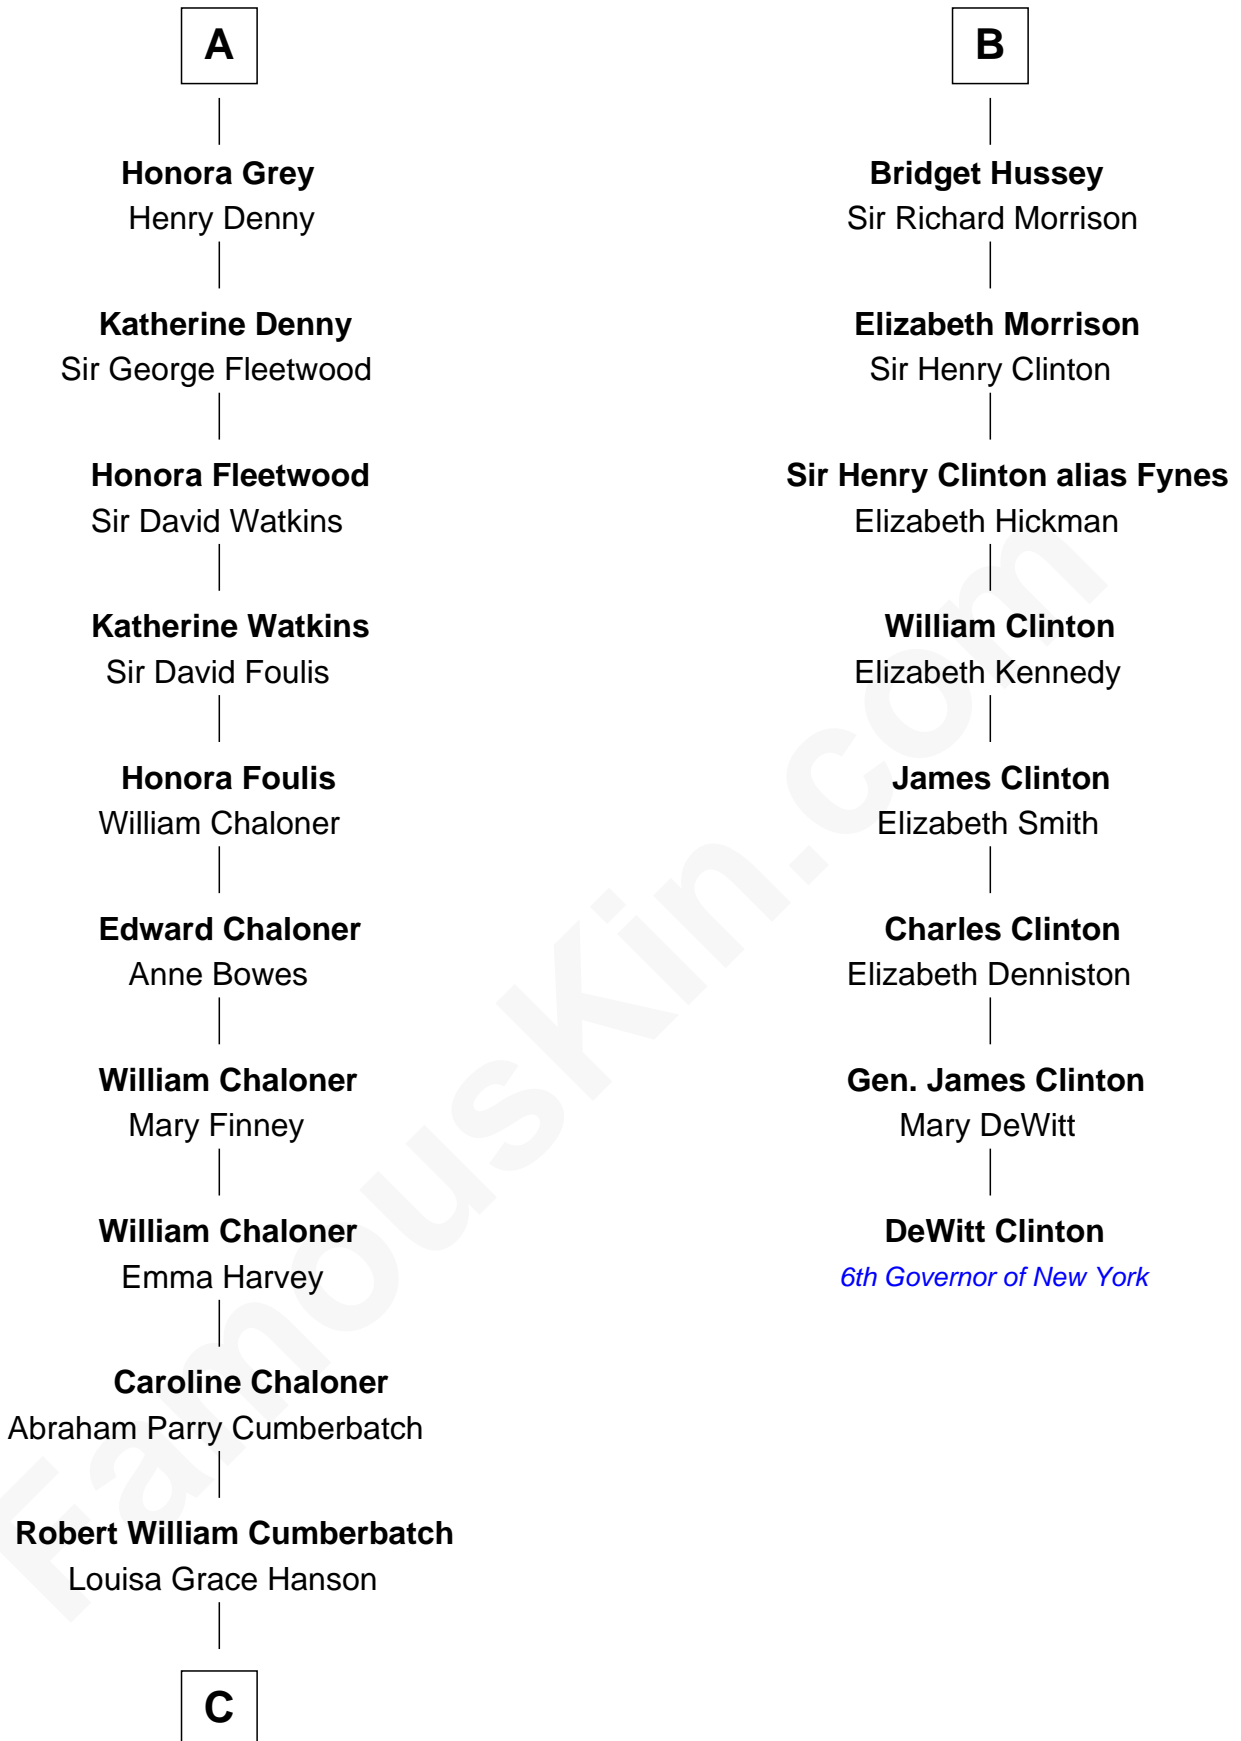 A
Honora Grey
Henry Denny
Katherine Denny
Sir George Fleetwood
Honora Fleetwood
Sir David Watkins
Katherine Watkins
Sir David Foulis
Honora Foulis
William Chaloner
Edward Chaloner
Anne Bowes
William Chaloner
Mary Finney
William Chaloner
Emma Harvey
Caroline Chaloner
Abraham Parry Cumberbatch
Robert William Cumberbatch
Louisa Grace Hanson
C
B
Bridget Hussey
Sir Richard Morrison
Elizabeth Morrison
Sir Henry Clinton
Sir Henry Clinton alias Fynes
Elizabeth Hickman
William Clinton
Elizabeth Kennedy
James Clinton
Elizabeth Smith
Charles Clinton
Elizabeth Denniston
Gen. James Clinton
Mary DeWitt
DeWitt Clinton
6th Governor of New York
FamousKin.com